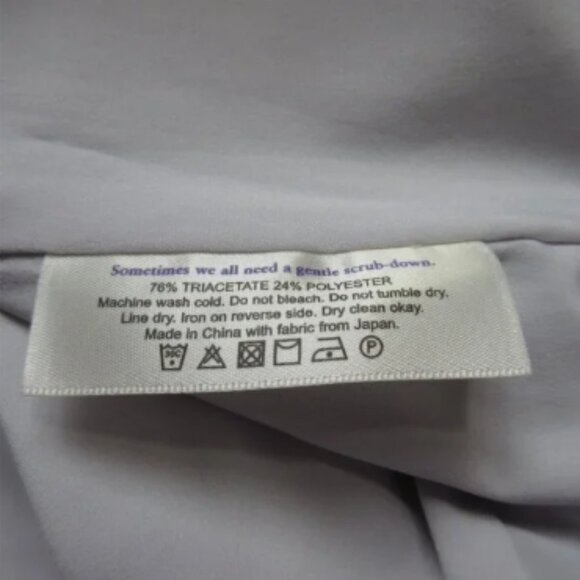 Sometimes we all need a gentle scrub-down.
76% TRIACETATE 24% POLYESTER
Machine wash cold. Do not bleach. Do not tumble dry.
Line dry. Iron on reverse side. Dry clean okay.
Made in China with fabric from Japan.
30C P